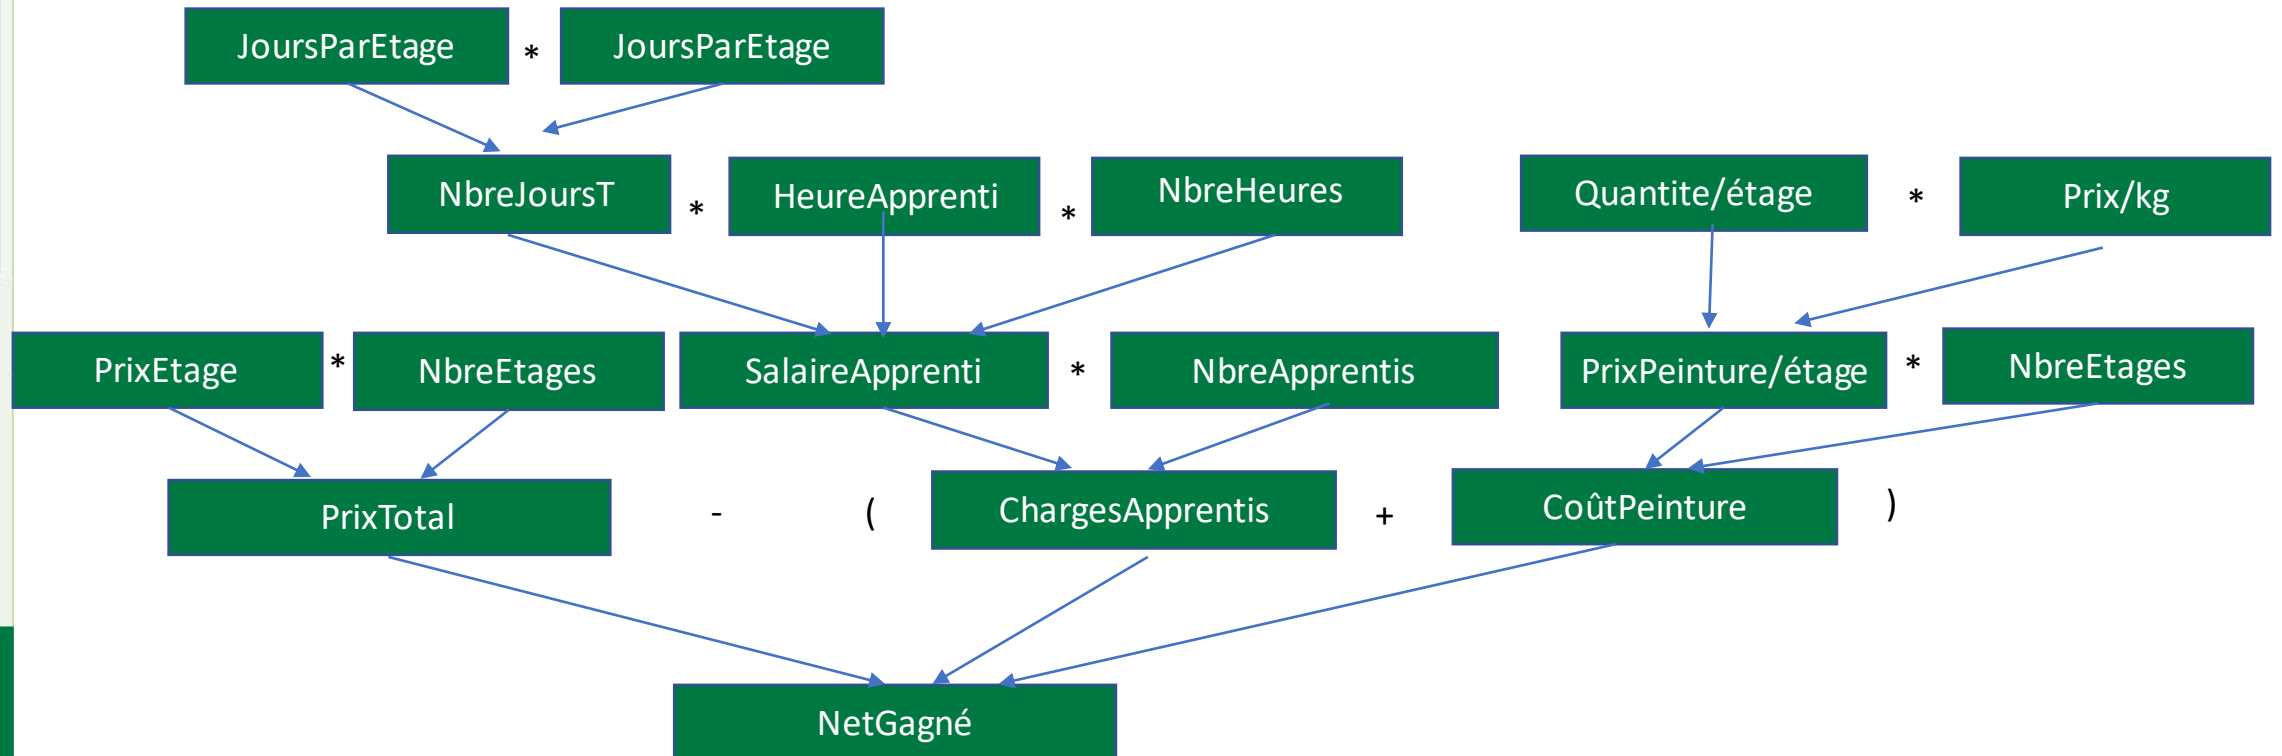 JoursParEtage * JoursParEtage
NbreJoursT * HeureApprenti * NbreHeures Quantite/étage * Prix/kg
PrixEtage * NbreEtages SalaireApprenti * NbreApprentis PrixPeinture/étage * NbreEtages
PrixTotal - ( ChargesApprentis + CoûtPeinture )
NetGagné